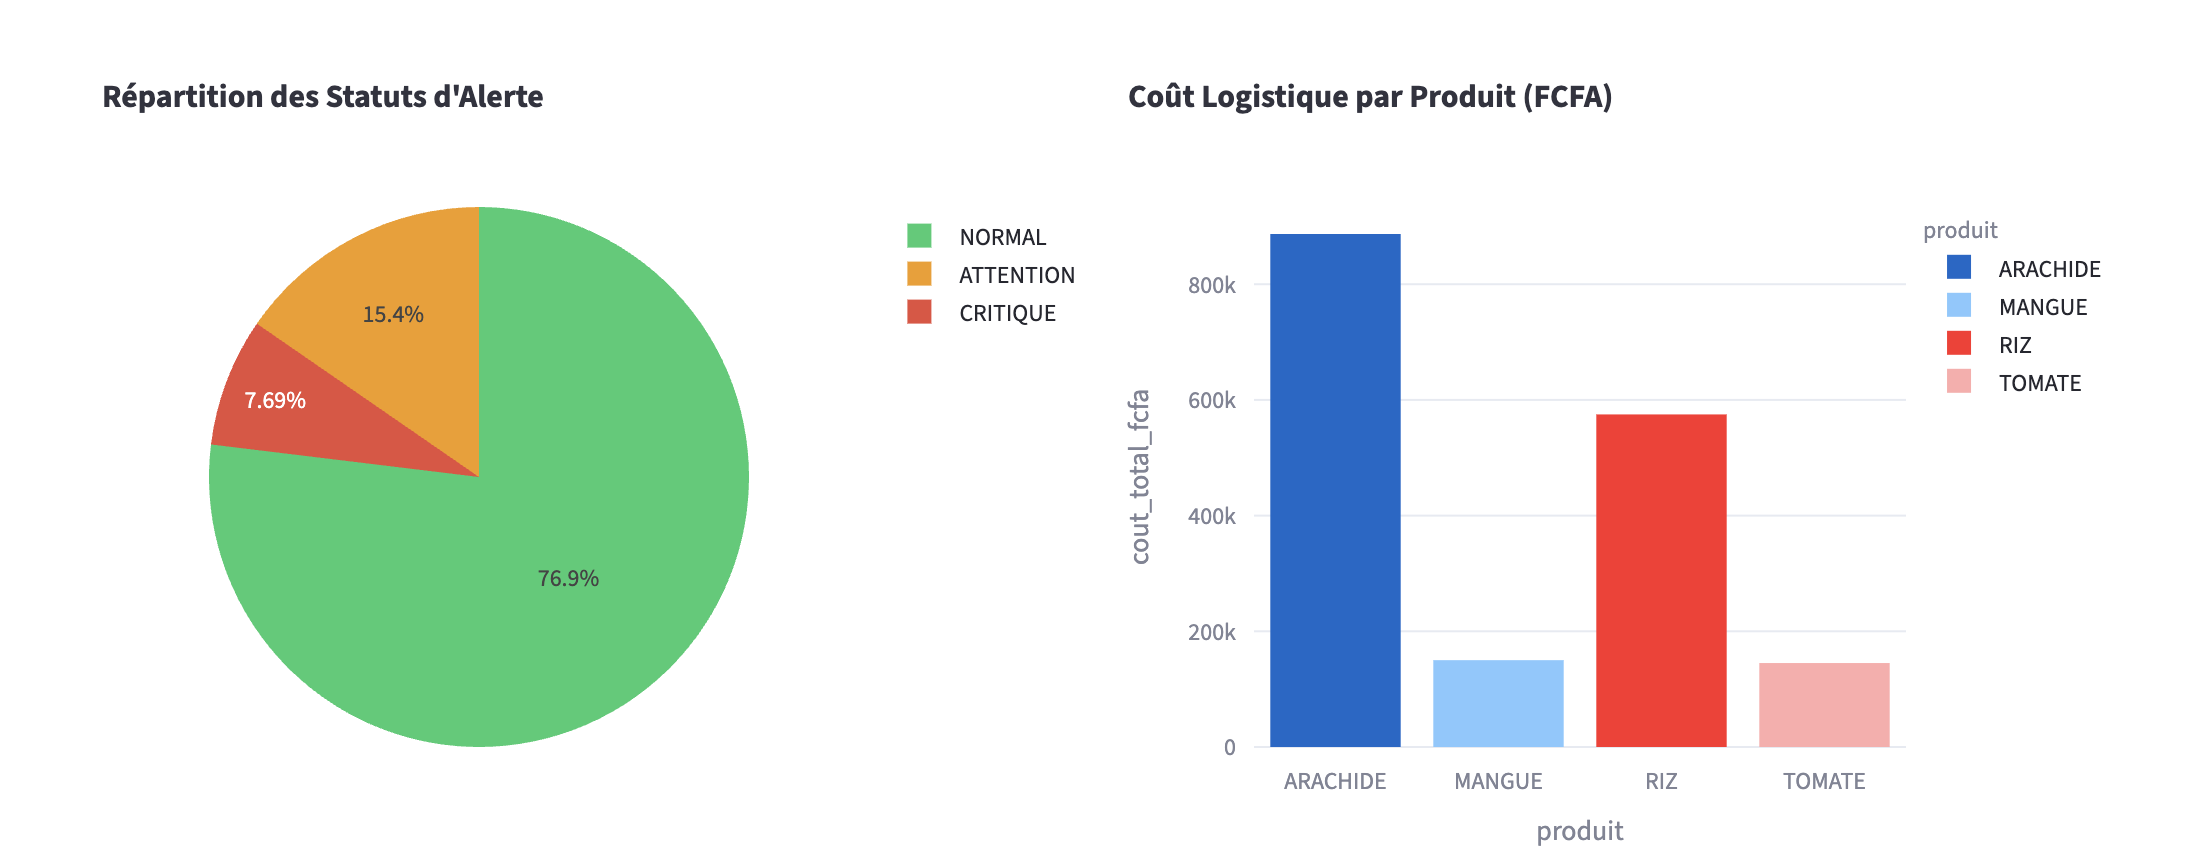 Répartition des Statuts d'Alerte
15.4%
7.69%
76.9%
NORMAL
ATTENTION
CRITIQUE
Coût Logistique par Produit (FCFA)
cout_total_fcfa
800k
600k
400k
200k
0
ARACHIDE
MANGUE
RIZ
TOMATE
produit
produit
ARACHIDE
MANGUE
RIZ
TOMATE